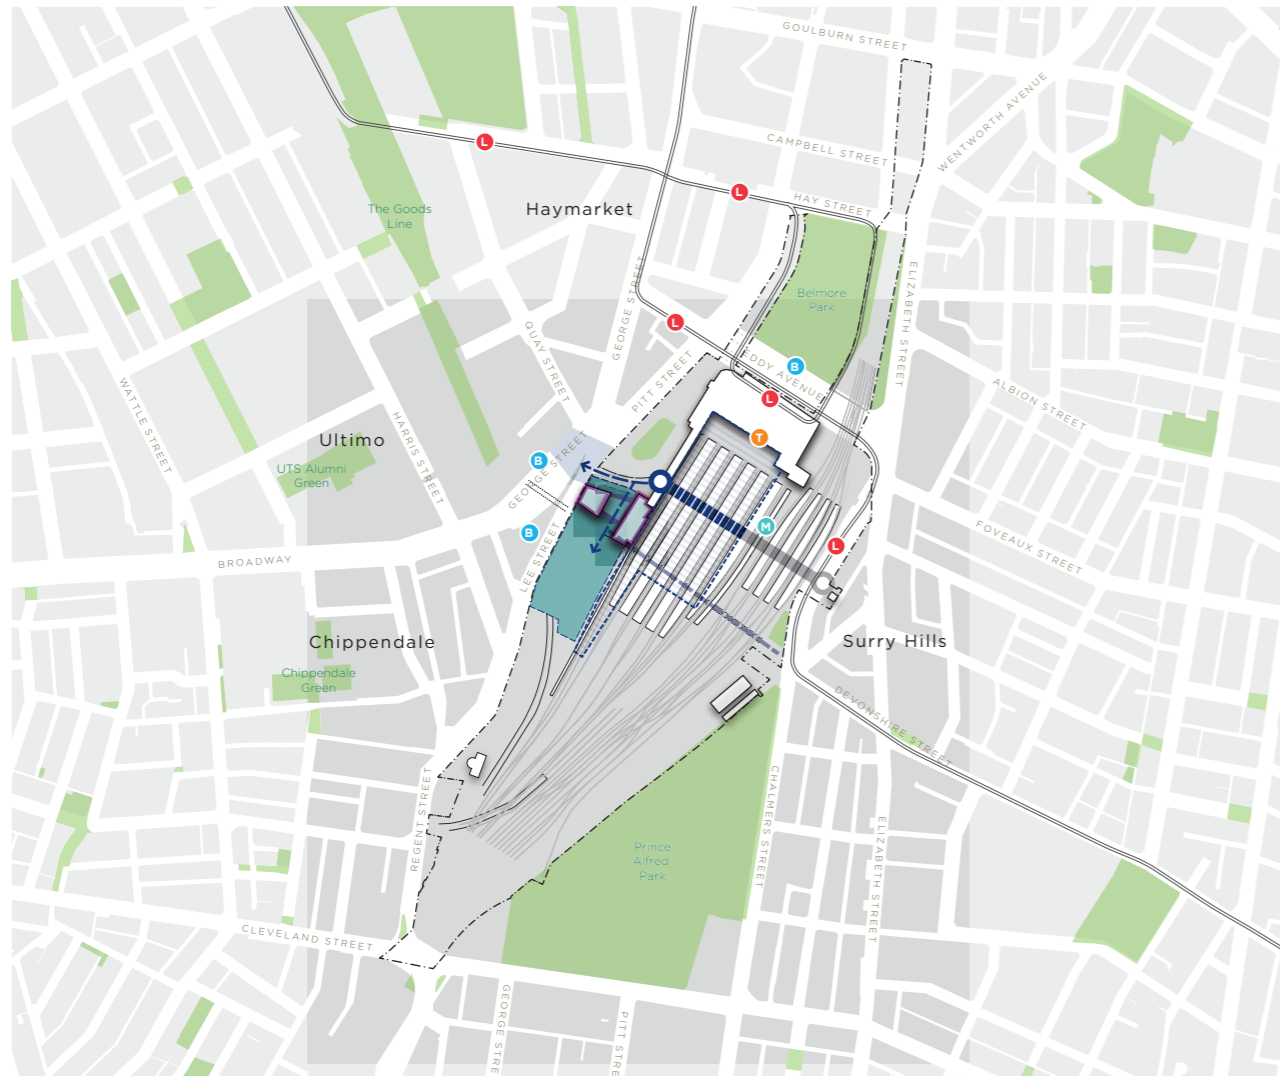 GOULBURN STREET
WENTWORTH AVENUE
CAMPBELL STREET
L
L
HAY STREET
The Goods
Line
Haymarket
GEORGE STREET
ELIZABETH STREET
Belmore
Park
L
QUAY STREET
PITT STREET
EDDY AVENUE
B
WATTLE STREET
HARRIS STREET
L
ALBION STREET
T
Ultimo
UTS Alumni
Green
B
GEORGE STREET
M
B
L
FOVEAUX STREET
BROADWAY
LEE STREET
Chippendale
Surry Hills
Chippendale
Green
DEVONSHIRE STREET
REGENT STREET
CHALMERS STREET
ELIZABETH STREET
Prince
Alfred
Park
CLEVELAND STREET
GEORGE STRE
PITT STRE